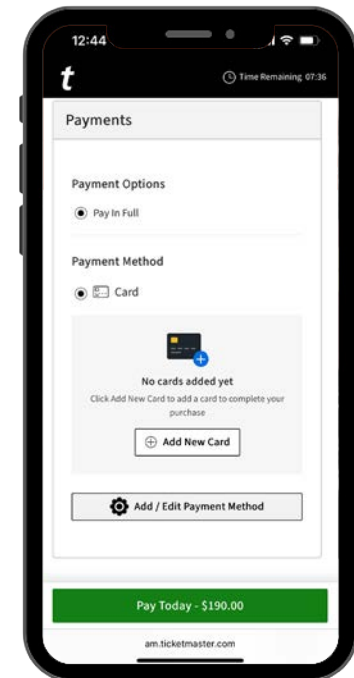 12:44
t
Time Remaining 07:36
Payments
Payment Options
Pay In Full
Payment Method
Card
No cards added yet
Click Add New Card to add a card to complete your
purchase
Add New Card
Add / Edit Payment Method
Pay Today - $190.00
am.ticketmaster.com